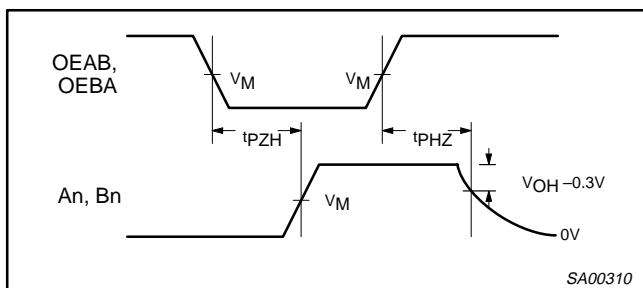 OEAB,
OEBA
VM
VM
tPZH
tPHZ
An, Bn
VM
VOH –0.3V
0V
SA00310